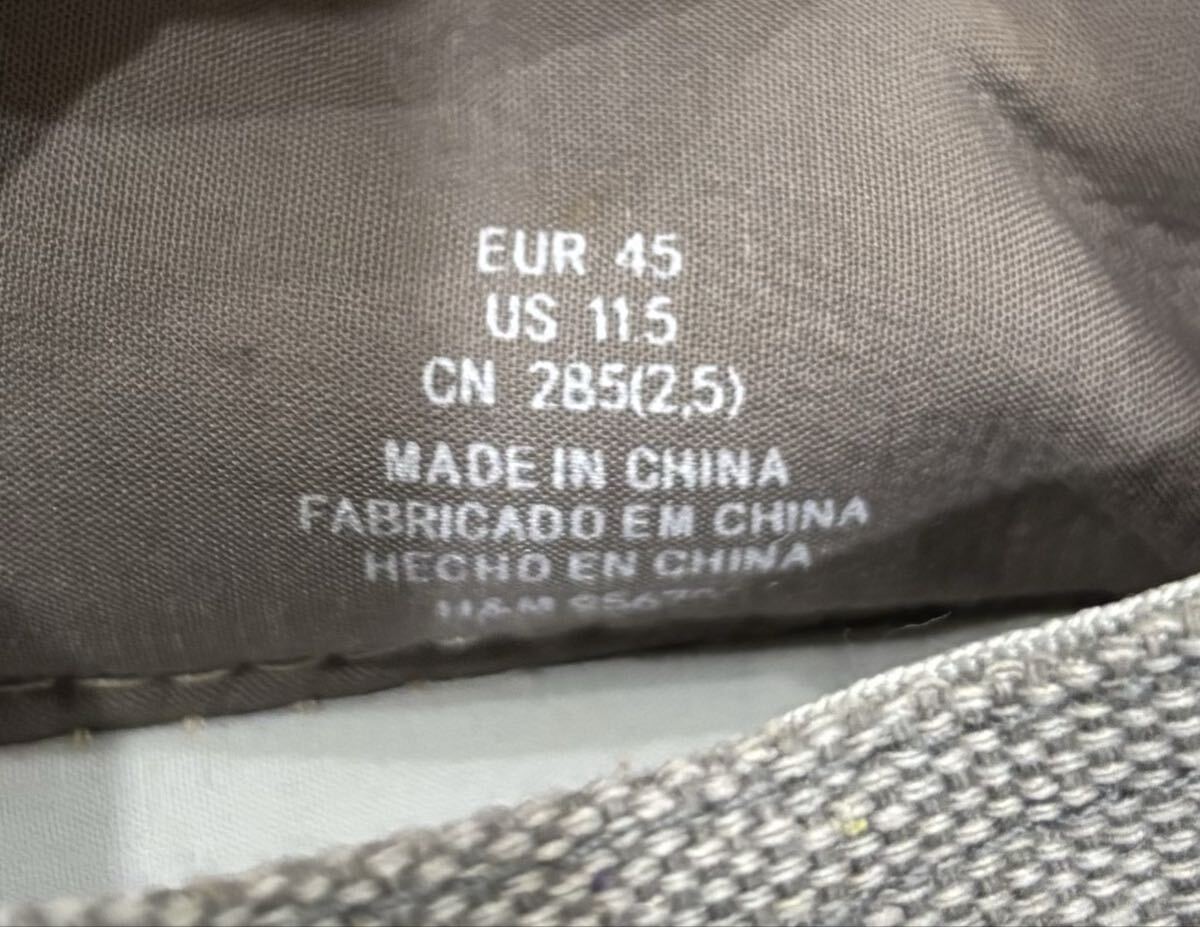 EUR 45
US 11.5
CN 285(2,5)
MADE IN CHINA
FABRICADO EM CHINA
HECHO EN CHINA
H&M